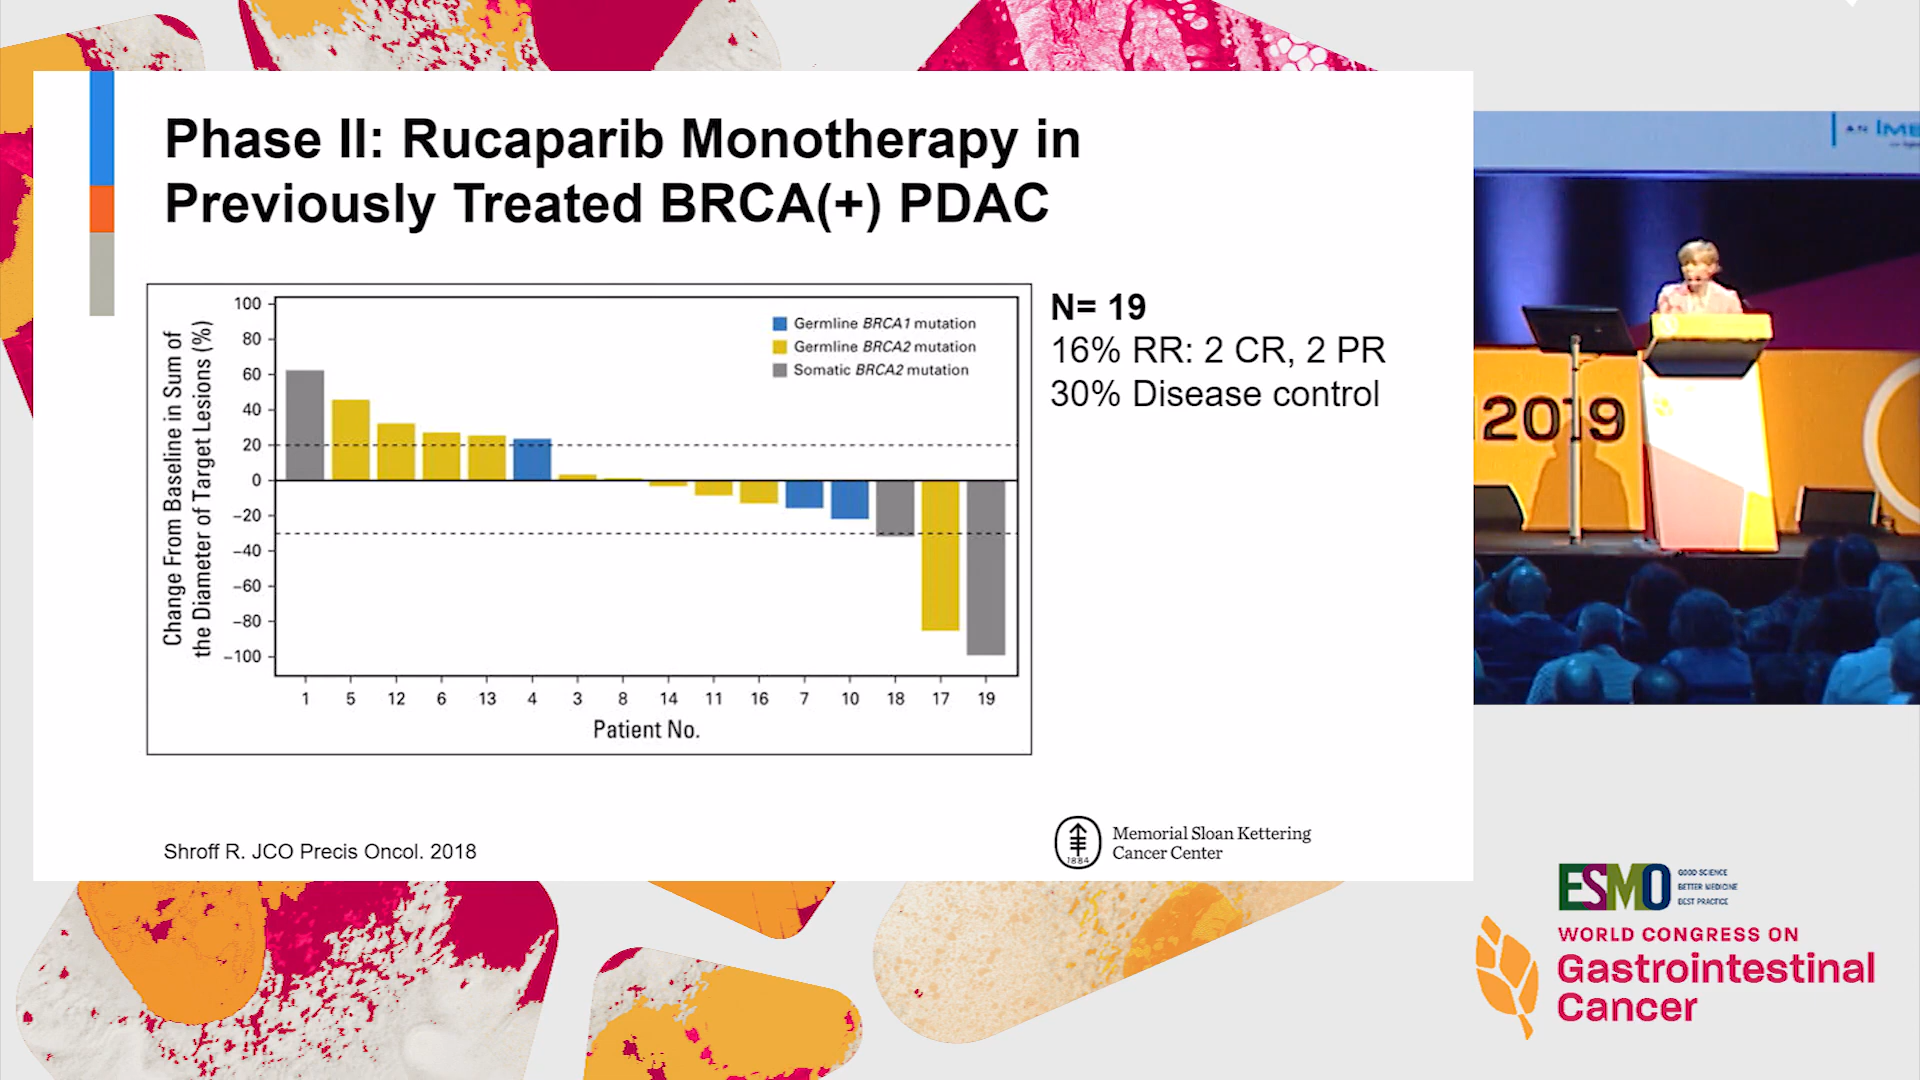 Phase II: Rucaparib Monotherapy in
Previously Treated BRCA(+) PDAC
Change From Baseline in Sum of
the Diameter of Target Lesions (%)
100
80
60
40
20
0
−20
−40
−60
−80
−100
Germline BRCA1 mutation
Germline BRCA2 mutation
Somatic BRCA2 mutation
1 5 12 6 13 4 3 8 14 11 16 7 10 18 17 19
Patient No.
N= 19
16% RR: 2 CR, 2 PR
30% Disease control
Shroff R. JCO Precis Oncol. 2018
1884
Memorial Sloan Kettering
Cancer Center
AN IME
2019
ESMO
GOOD SCIENCE
BETTER MEDICINE
BEST PRACTICE
WORLD CONGRESS ON
Gastrointestinal
Cancer